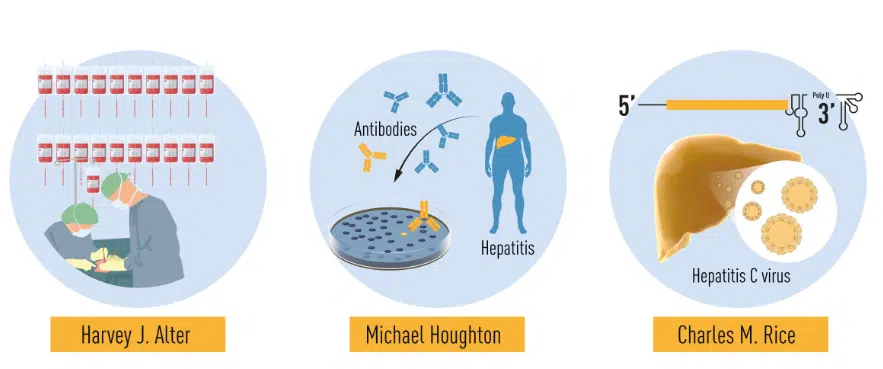 Antibodies
Hepatitis
5'
Poly U
3'
Hepatitis C virus
Harvey J. Alter
Michael Houghton
Charles M. Rice